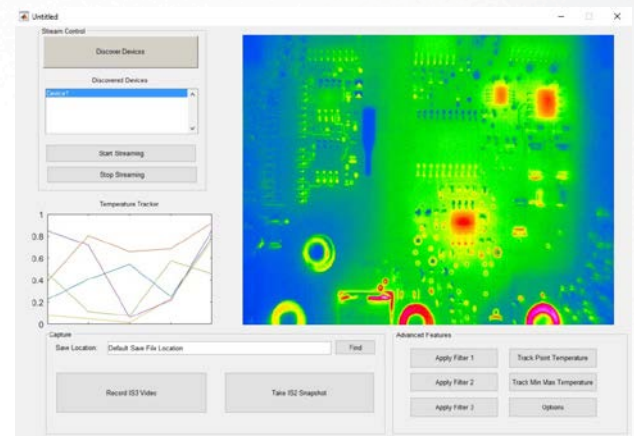 Untitled
Stream Control
Discover Devices
Discovered Devices
Device1
Start Streaming
Stop Streaming
Temperature Tracker
1
0.8
0.6
0.4
0.2
0
Capture
Save Location: Default Save File Location Find
Record IS3 Video
Take IS2 Snapshot
Advanced Features
Apply Filter 1
Track Point Temperature
Apply Filter 2
Track Min Max Temperature
Apply Filter 3
Options